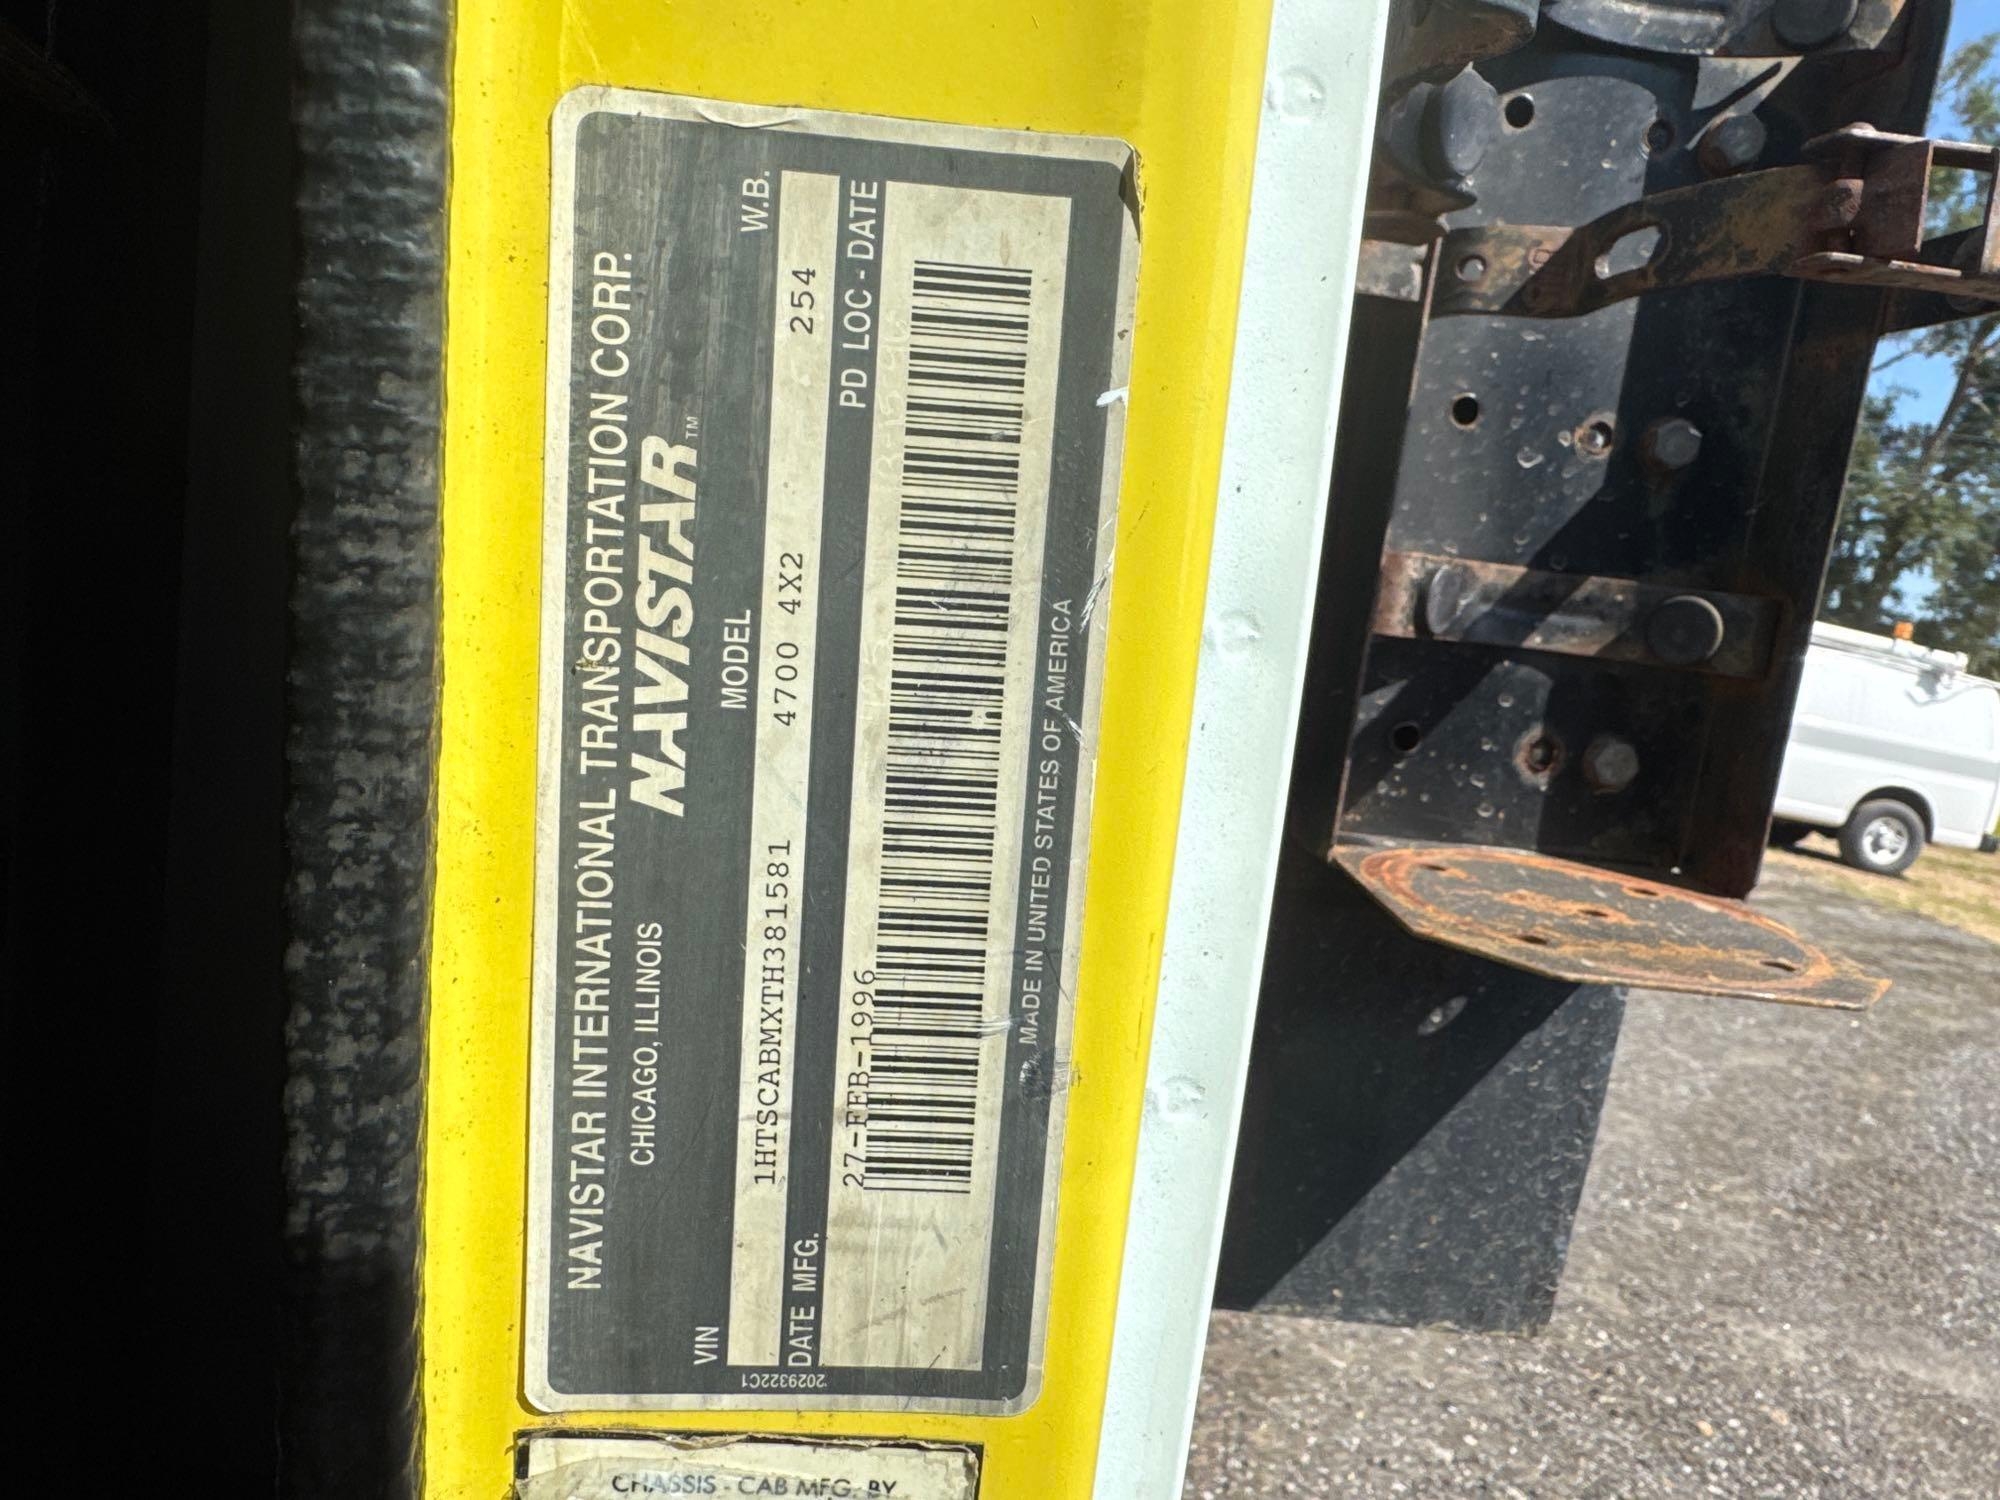 NAVISTAR INTERNATIONAL TRANSPORTATION CORP.
CHICAGO, ILLINOIS
NAVISTAR™
VIN MODEL W.B.
1HTSCABMXTH381581 4700 4X2 254
DATE MFG. PD LOC - DATE
27-FEB-1996
MADE IN UNITED STATES OF AMERICA
2029322C1
CHASSIS - CAB MFG. BY